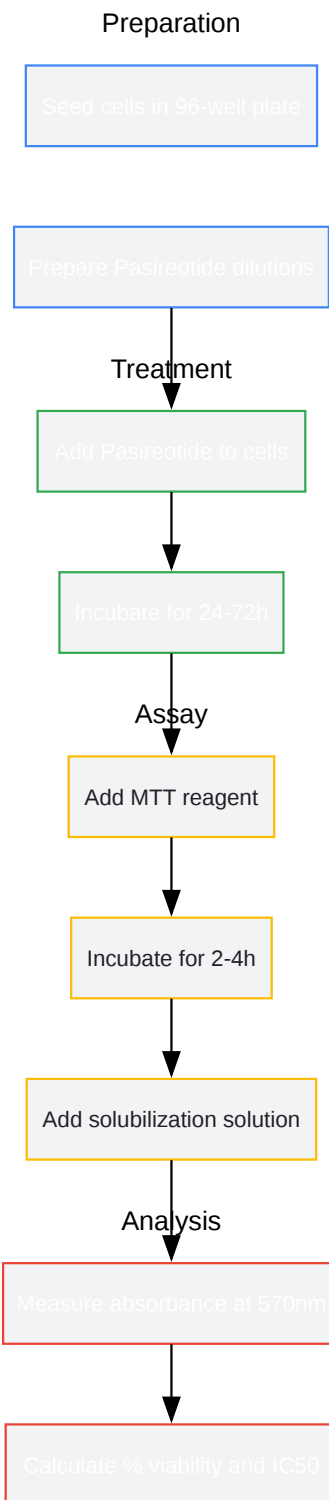 Preparation
Seed cells in 96-well plate
Prepare Pasireotide dilutions
Treatment
Add Pasireotide to cells
Incubate for 24-72h
Assay
Add MTT reagent
Incubate for 2-4h
Add solubilization solution
Analysis
Measure absorbance at 570nm
Calculate % viability and IC50